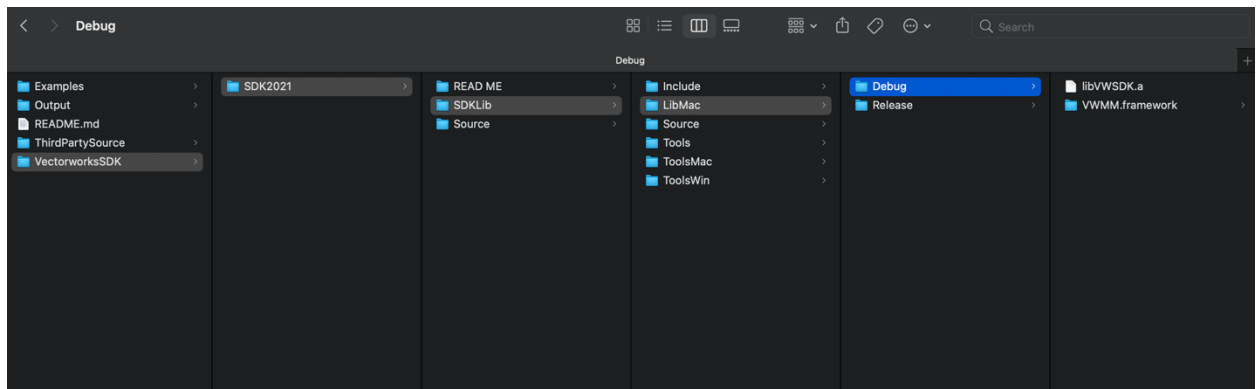 Debug
Search
Debug
Examples
Output
README.md
ThirdPartySource
VectorworksSDK
SDK2021
READ ME
SDKLib
Source
Include
LibMac
Source
Tools
ToolsMac
ToolsWin
Debug
Release
libVWSDK.a
VWMM.framework